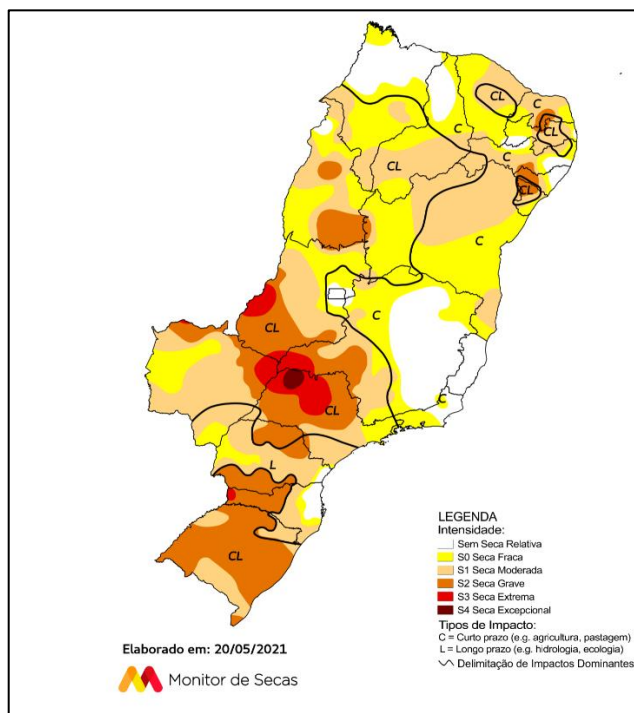 CL
C
CL
C
CL
C
CL
C
C
CL
C
CL
L
CL
LEGENDA
Intensidade:
Sem Seca Relativa
S0 Seca Fraca
S1 Seca Moderada
S2 Seca Grave
S3 Seca Extrema
S4 Seca Excepcional
Tipos de Impacto:
C = Curto prazo (e.g. agricultura, pastagem)
L = Longo prazo (e.g. hidrologia, ecologia)
Delimitação de Impactos Dominantes
Elaborado em: 20/05/2021
Monitor de Secas